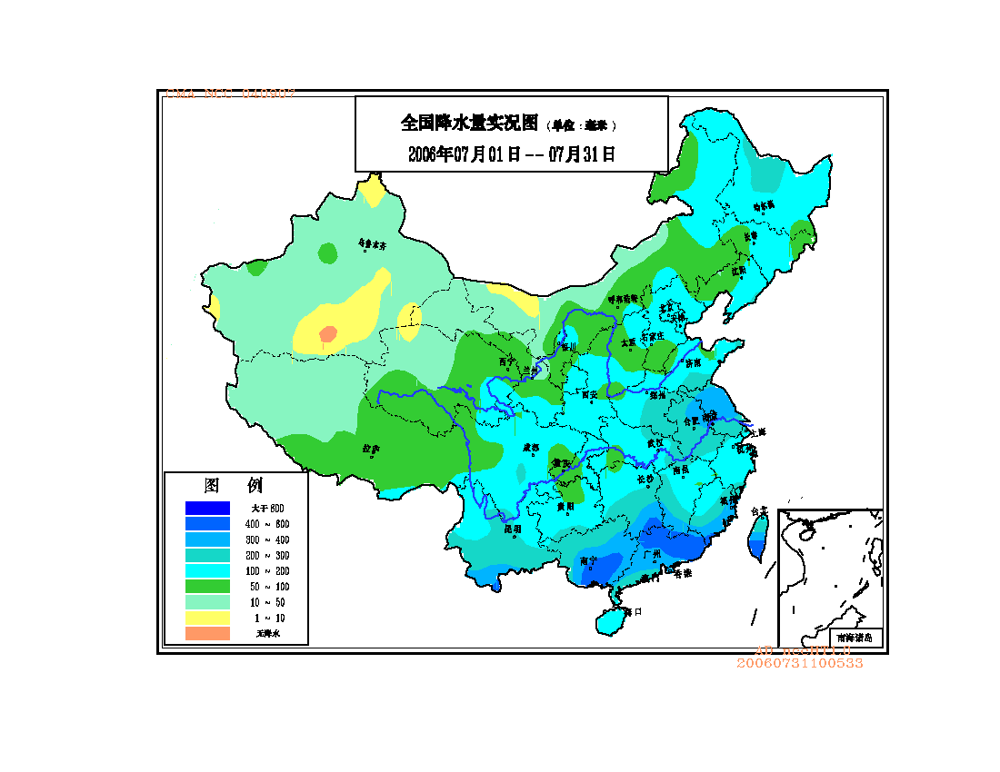 CMA NCC 040907
全国降水量实况图(单位:毫米)
2006年07月01日--07月31日
哈尔滨
长春
乌鲁木齐
沈阳
呼和浩特
北京
天津
银川
太原 石家庄
西宁
济南
兰州
西安
郑州
合肥 南京
上海
拉萨
成都
武汉
杭州
重庆
长沙
南昌
贵阳
福州
昆明
台北
广州
南宁
澳门 香港
海口
图 例
大于600
400 ~ 600
300 ~ 400
200 ~ 300
100 ~ 200
50 ~ 100
10 ~ 50
1 ~ 10
无降水
南海诸岛
20060731100533